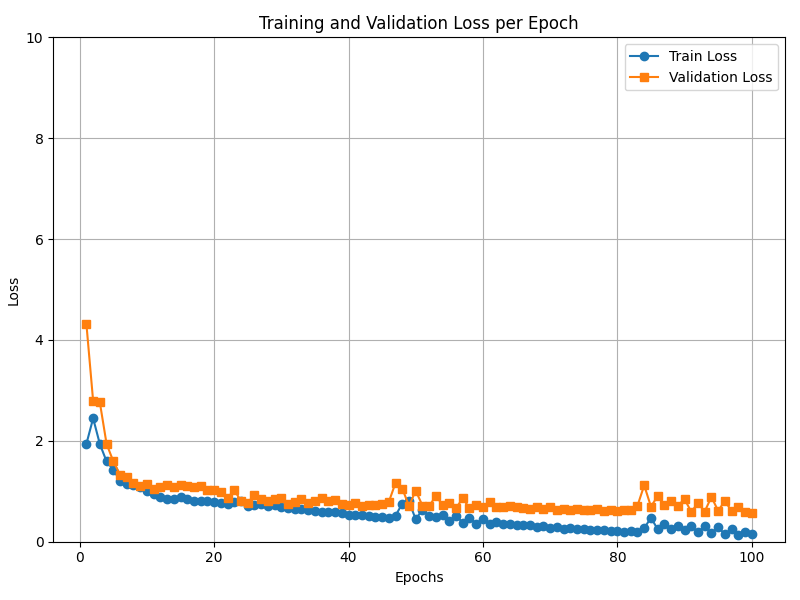 Training and Validation Loss per Epoch
Train Loss
Validation Loss
10
8
6
4
2
0
Loss
0 20 40 60 80 100
Epochs